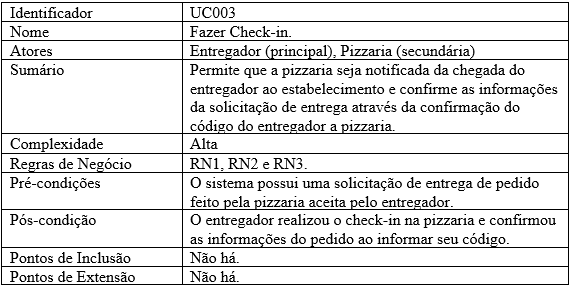 Identificador UC003
Nome Fazer Check-in.
Atores Entregador (principal), Pizzaria (secundária)
Sumário Permite que a pizzaria seja notificada da chegada do
entregador ao estabelecimento e confirme as informações
da solicitação de entrega através da confirmação do
código do entregador a pizzaria.
Complexidade Alta
Regras de Negócio RN1, RN2 e RN3.
Pré-condições O sistema possui uma solicitação de entrega de pedido
feito pela pizzaria aceita pelo entregador.
Pós-condição O entregador realizou o check-in na pizzaria e confirmou
as informações do pedido ao informar seu código.
Pontos de Inclusão Não há.
Pontos de Extensão Não há.